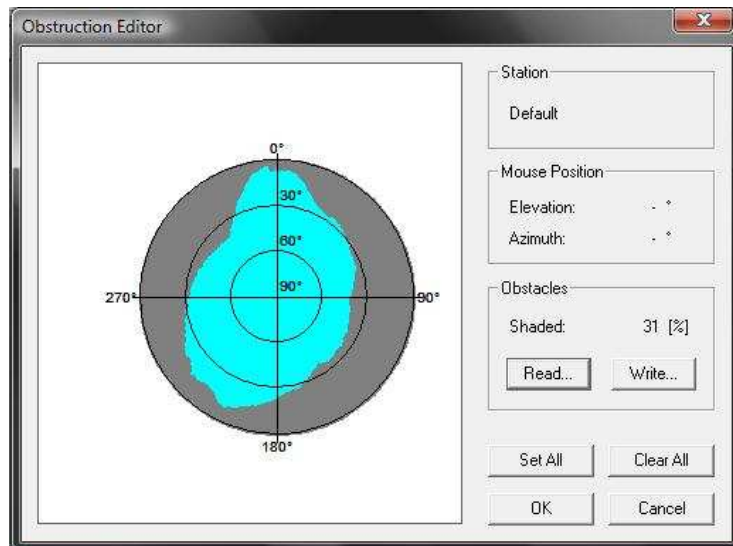 Obstruction Editor
X
Station
Default
0°
30°
60°
90°
270°
90°
180°
Mouse Position
Elevation: - °
Azimuth: - °
Obstacles
Shaded: 31 [%]
Read... Write...
Set All Clear All
OK Cancel